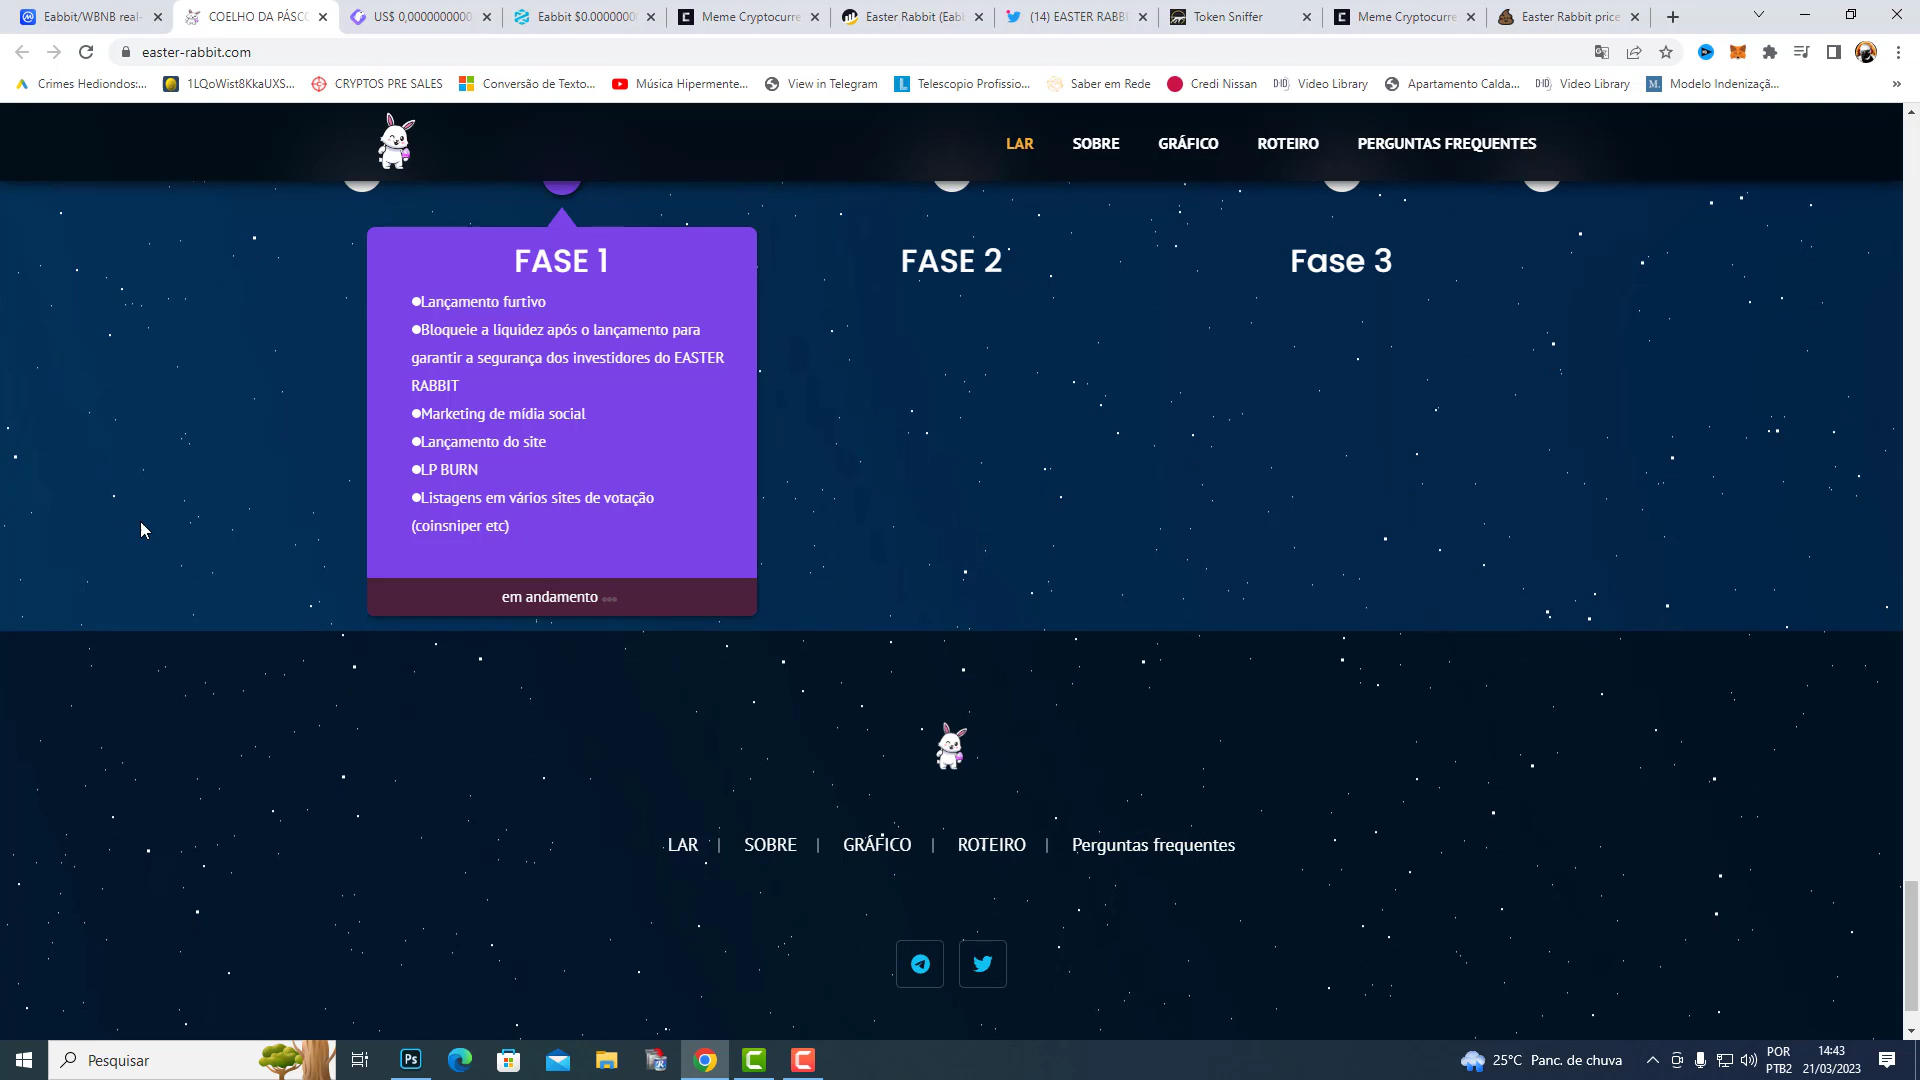 Eabbit/WBNB real-
COELHO DA PÁSCO
US$ 0,0000000000
Eabbit $0.0000000
Meme Cryptocurre
Easter Rabbit (Eabb
(14) EASTER RABBI
Token Sniffer
Meme Cryptocurre
Easter Rabbit price
easter-rabbit.com
Crimes Hediondos:...
1LQoWist8KkaUXS...
CRYPTOS PRE SALES
Conversão de Texto...
Música Hipermente...
View in Telegram
Telescopio Profissio...
Saber em Rede
Credi Nissan
Video Library
Apartamento Calda...
Video Library
Modelo Indenizaçã...
»
LAR
SOBRE
GRÁFICO
ROTEIRO
PERGUNTAS FREQUENTES
FASE 1
●Lançamento furtivo
●Bloqueie a liquidez após o lançamento para
garantir a segurança dos investidores do EASTER
RABBIT
●Marketing de mídia social
●Lançamento do site
●LP BURN
●Listagens em vários sites de votação
(coinsniper etc)
em andamento
FASE 2
Fase 3
LAR | SOBRE | GRÁFICO | ROTEIRO | Perguntas frequentes
Pesquisar
Ps
25°C Panc. de chuva
POR
PTB2
14:43
21/03/2023